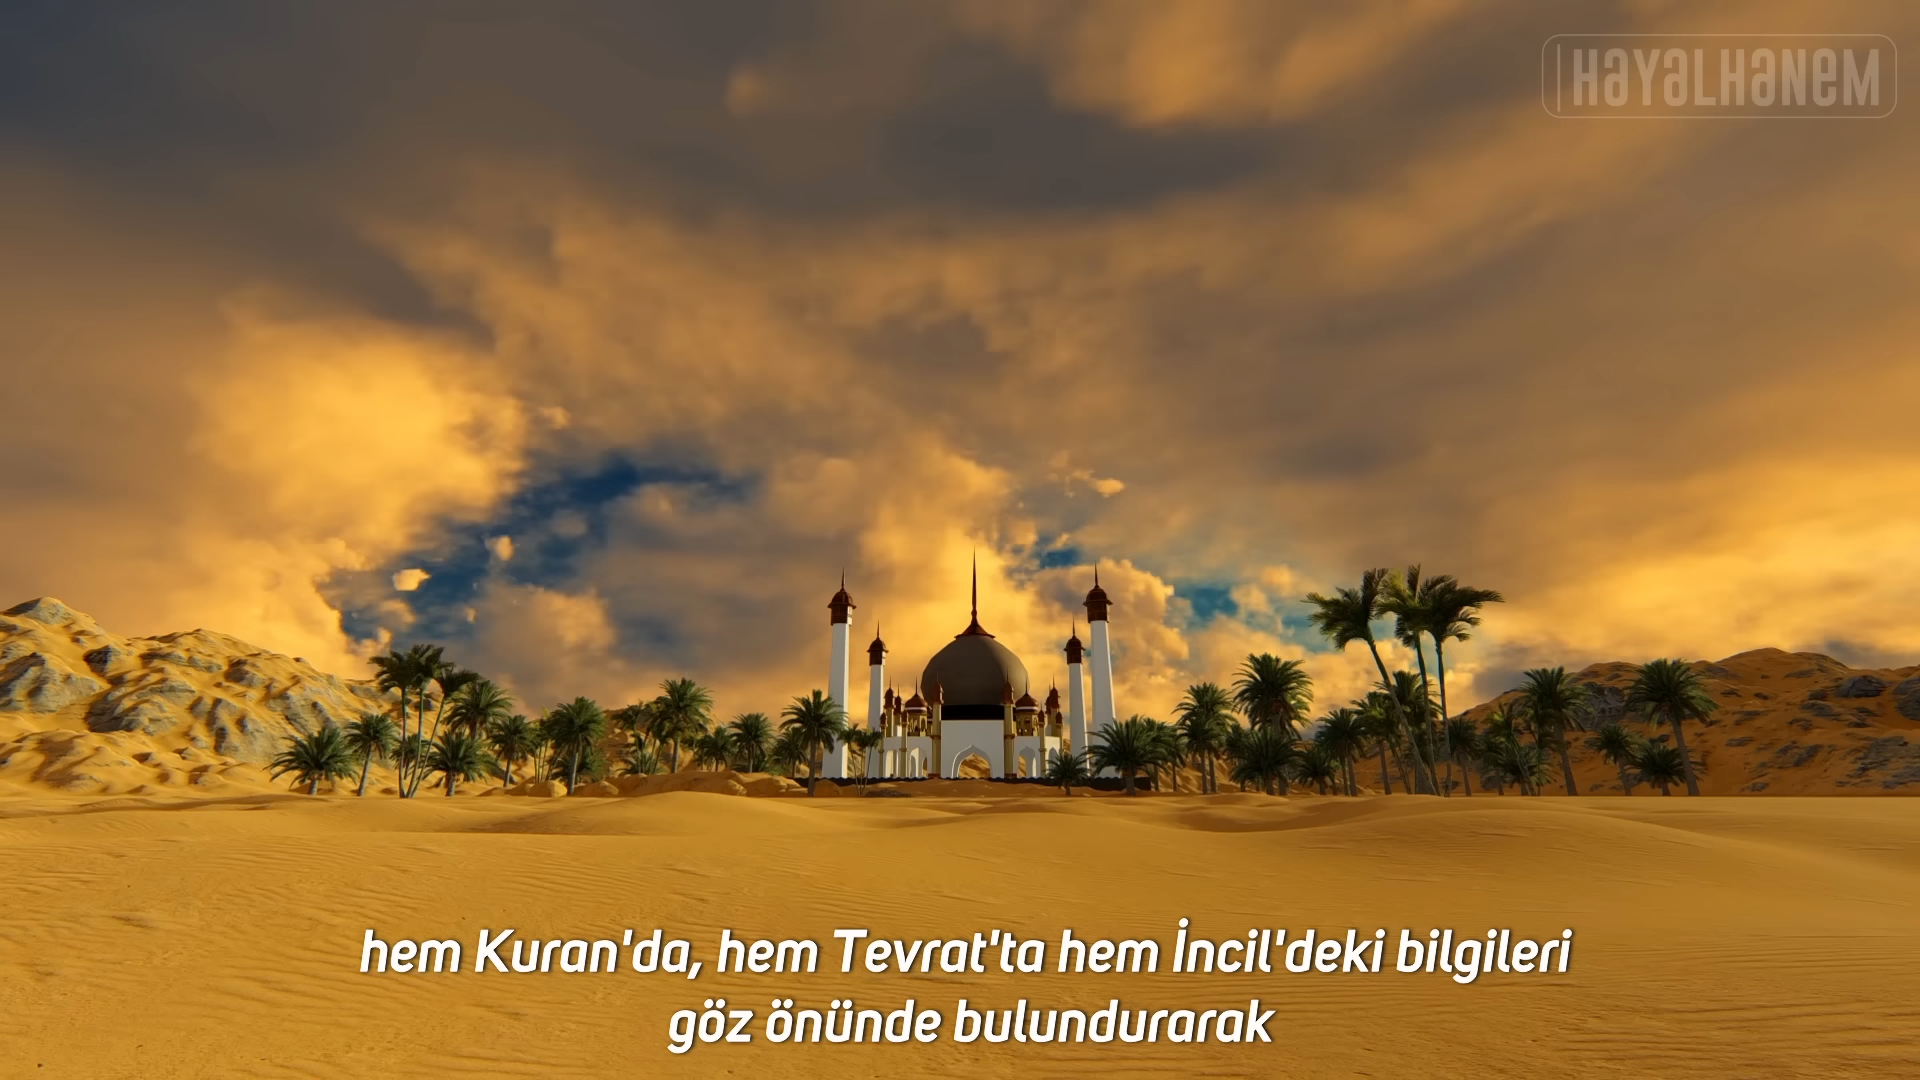 HAYALHANEM
hem Kuran'da, hem Tevrat'ta hem İncil'deki bilgileri
göz önünde bulundurarak